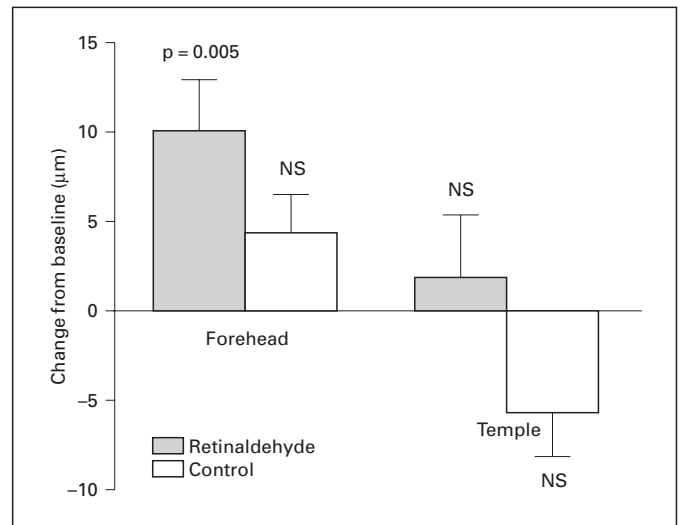 15
p = 0.005
10
NS
NS
5
Change from baseline (μm)
0
Forehead
–5
Temple
Retinaldehyde
Control
NS
–10